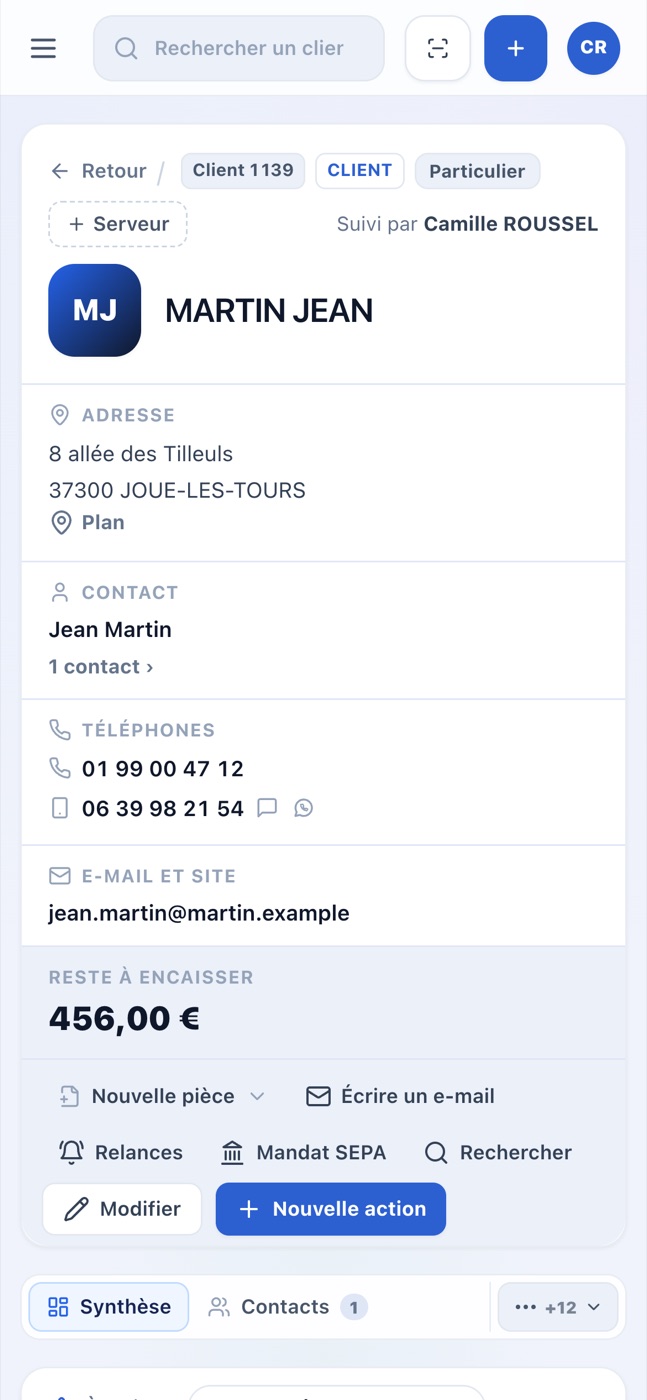 Rechercher un clier
CR
Retour / Client 1139 CLIENT Particulier
+ Serveur Suivi par Camille ROUSSEL
MJ MARTIN JEAN
ADRESSE
8 allée des Tilleuls
37300 JOUE-LES-TOURS
Plan
CONTACT
Jean Martin
1 contact ›
TÉLÉPHONES
01 99 00 47 12
06 39 98 21 54
E-MAIL ET SITE
jean.martin@martin.example
RESTE À ENCAISSER
456,00 €
Nouvelle pièce Écrire un e-mail
Relances Mandat SEPA Rechercher
Modifier + Nouvelle action
Synthèse Contacts 1 ••• +12